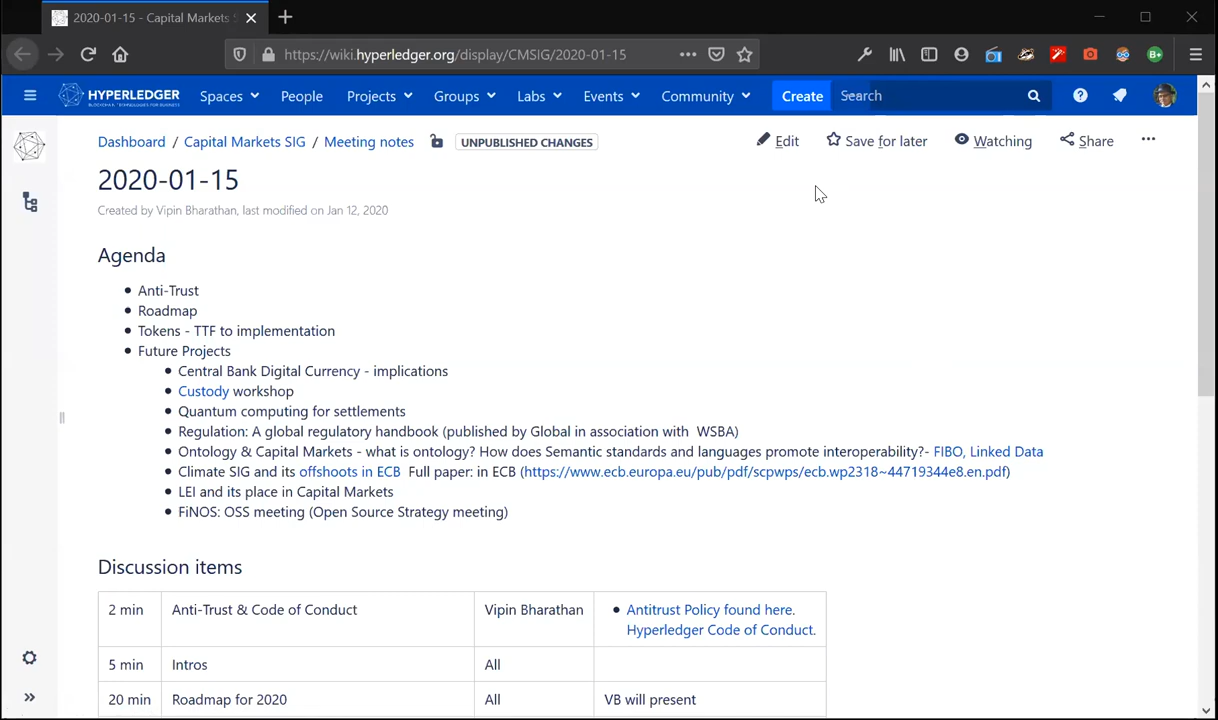 2020-01-15 - Capital Markets S
https://wiki.hyperledger.org/display/CMSIG/2020-01-15
B+
HYPERLEDGER
BLOCKCHAIN TECHNOLOGIES FOR BUSINESS
Spaces People Projects Groups Labs Events Community Create Search
Dashboard / Capital Markets SIG / Meeting notes UNPUBLISHED CHANGES Edit Save for later Watching Share
2020-01-15
Created by Vipin Bharathan, last modified on Jan 12, 2020
Agenda
• Anti-Trust
• Roadmap
• Tokens - TTF to implementation
• Future Projects
• Central Bank Digital Currency - implications
• Custody workshop
• Quantum computing for settlements
• Regulation: A global regulatory handbook (published by Global in association with WSBA)
• Ontology & Capital Markets - what is ontology? How does Semantic standards and languages promote interoperability?- FIBO, Linked Data
• Climate SIG and its offshoots in ECB Full paper: in ECB (https://www.ecb.europa.eu/pub/pdf/scpwps/ecb.wp2318~44719344e8.en.pdf)
• LEI and its place in Capital Markets
• FiNOS: OSS meeting (Open Source Strategy meeting)
Discussion items
2 min Anti-Trust & Code of Conduct Vipin Bharathan • Antitrust Policy found here.
Hyperledger Code of Conduct.
5 min Intros All
20 min Roadmap for 2020 All VB will present